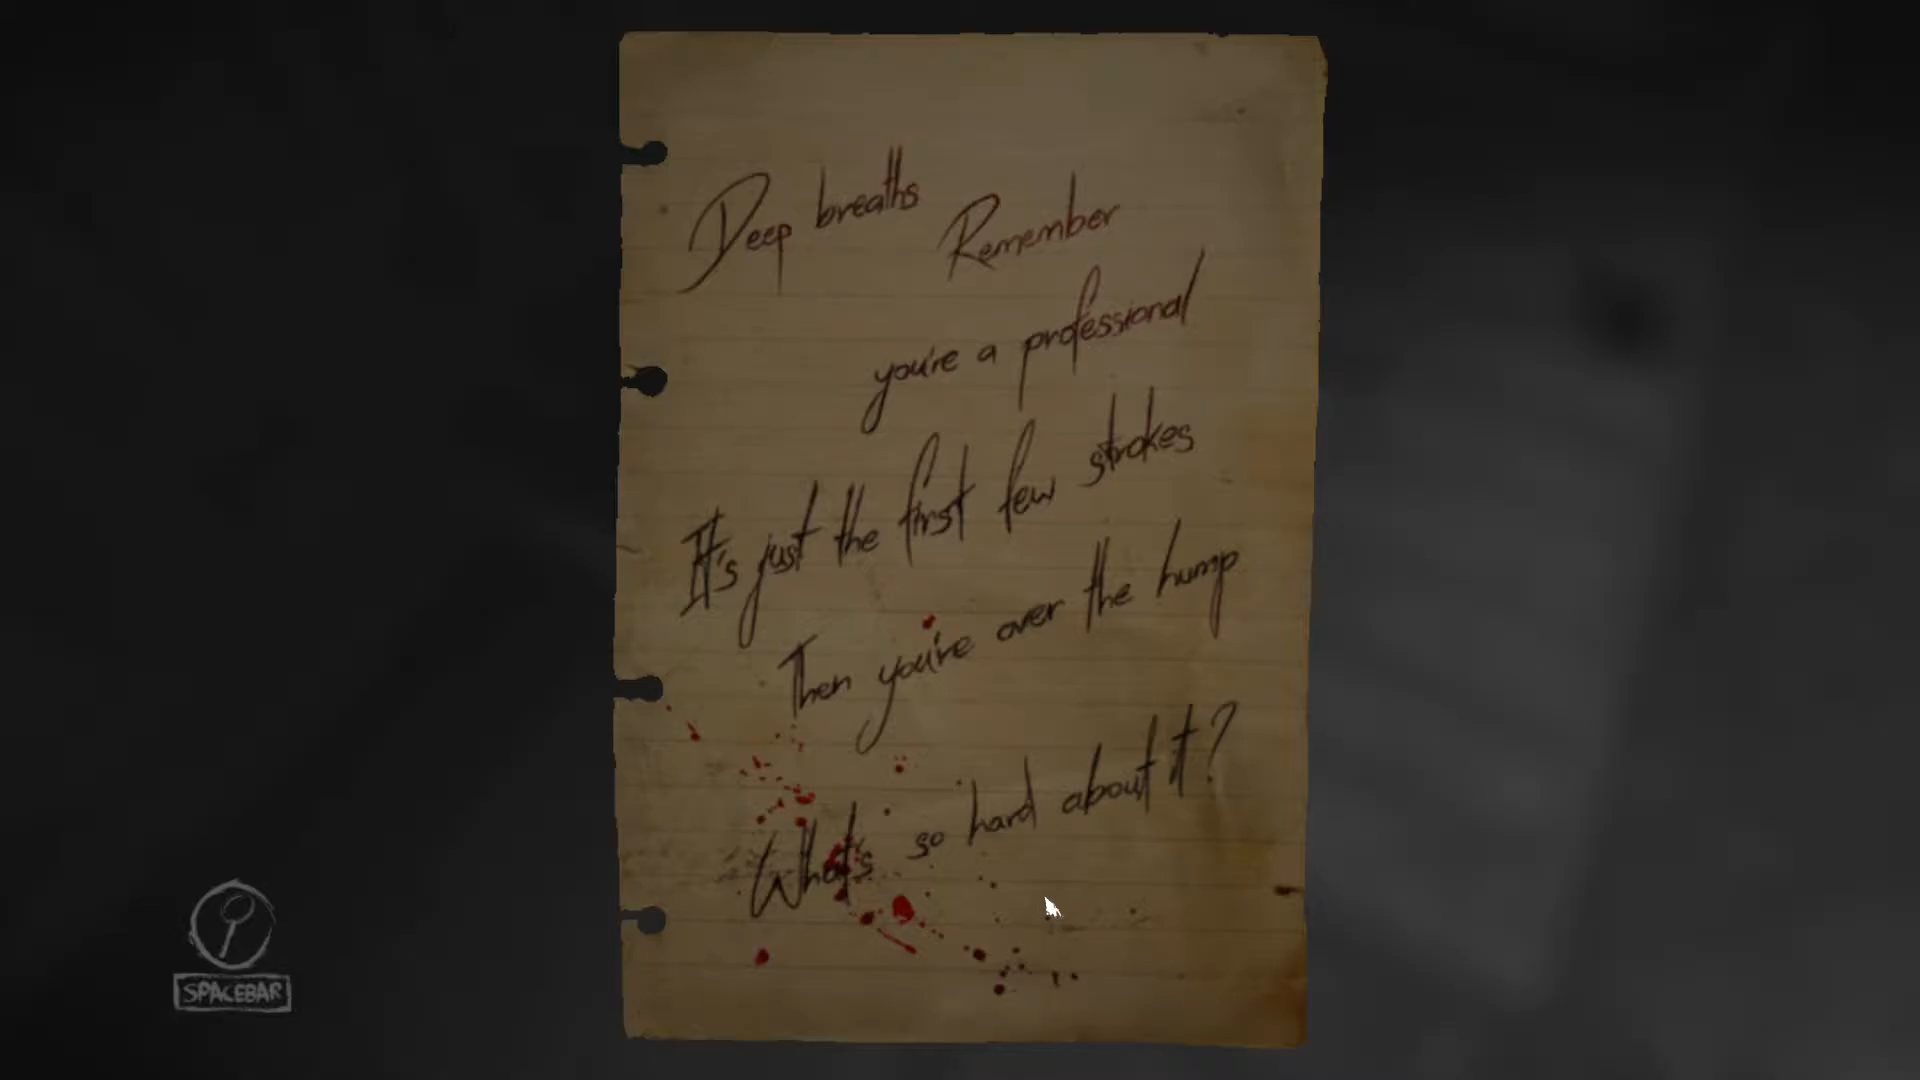 Deep breaths
Remember
you're a professional
It's just the first few strokes
Then you're over the hump
What's so hard about it?
SPACEBAR